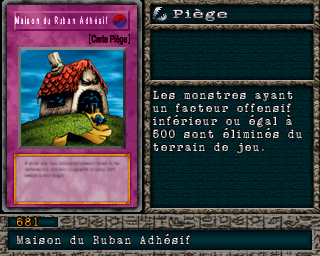 Maison du Ruban Adhésif
[Carte Piège]
Piège
Les monstres ayant
un facteur offensif
inférieur ou égal à
500 sont éliminés du
terrain de jeu.
681
Maison du Ruban Adhésif